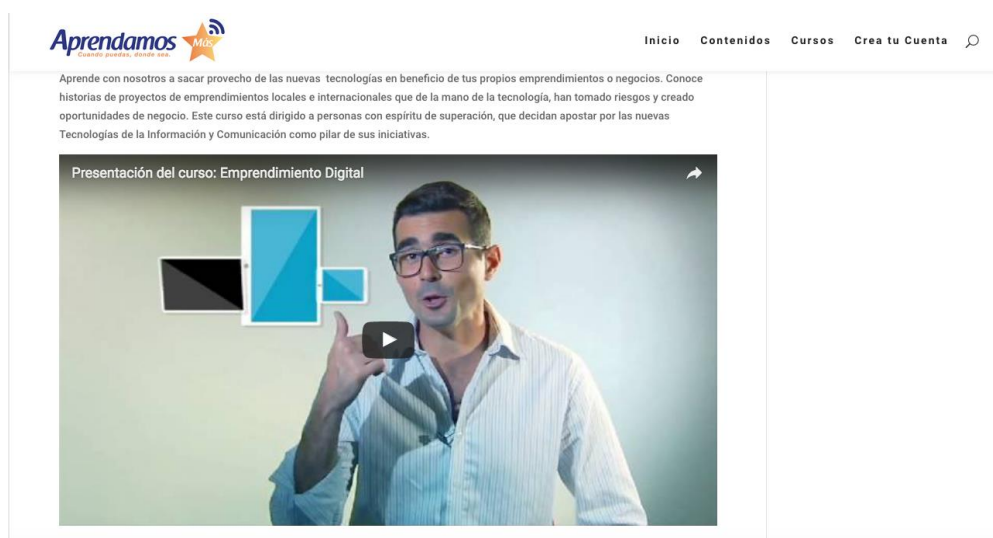 Aprendamos Más
Cuando puedas, donde sea.
Inicio Contenidos Cursos Crea tu Cuenta
Aprende con nosotros a sacar provecho de las nuevas tecnologías en beneficio de tus propios emprendimientos o negocios. Conoce
historias de proyectos de emprendimientos locales e internacionales que de la mano de la tecnología, han tomado riesgos y creado
oportunidades de negocio. Este curso está dirigido a personas con espíritu de superación, que decidan apostar por las nuevas
Tecnologías de la Información y Comunicación como pilar de sus iniciativas.
Presentación del curso: Emprendimiento Digital